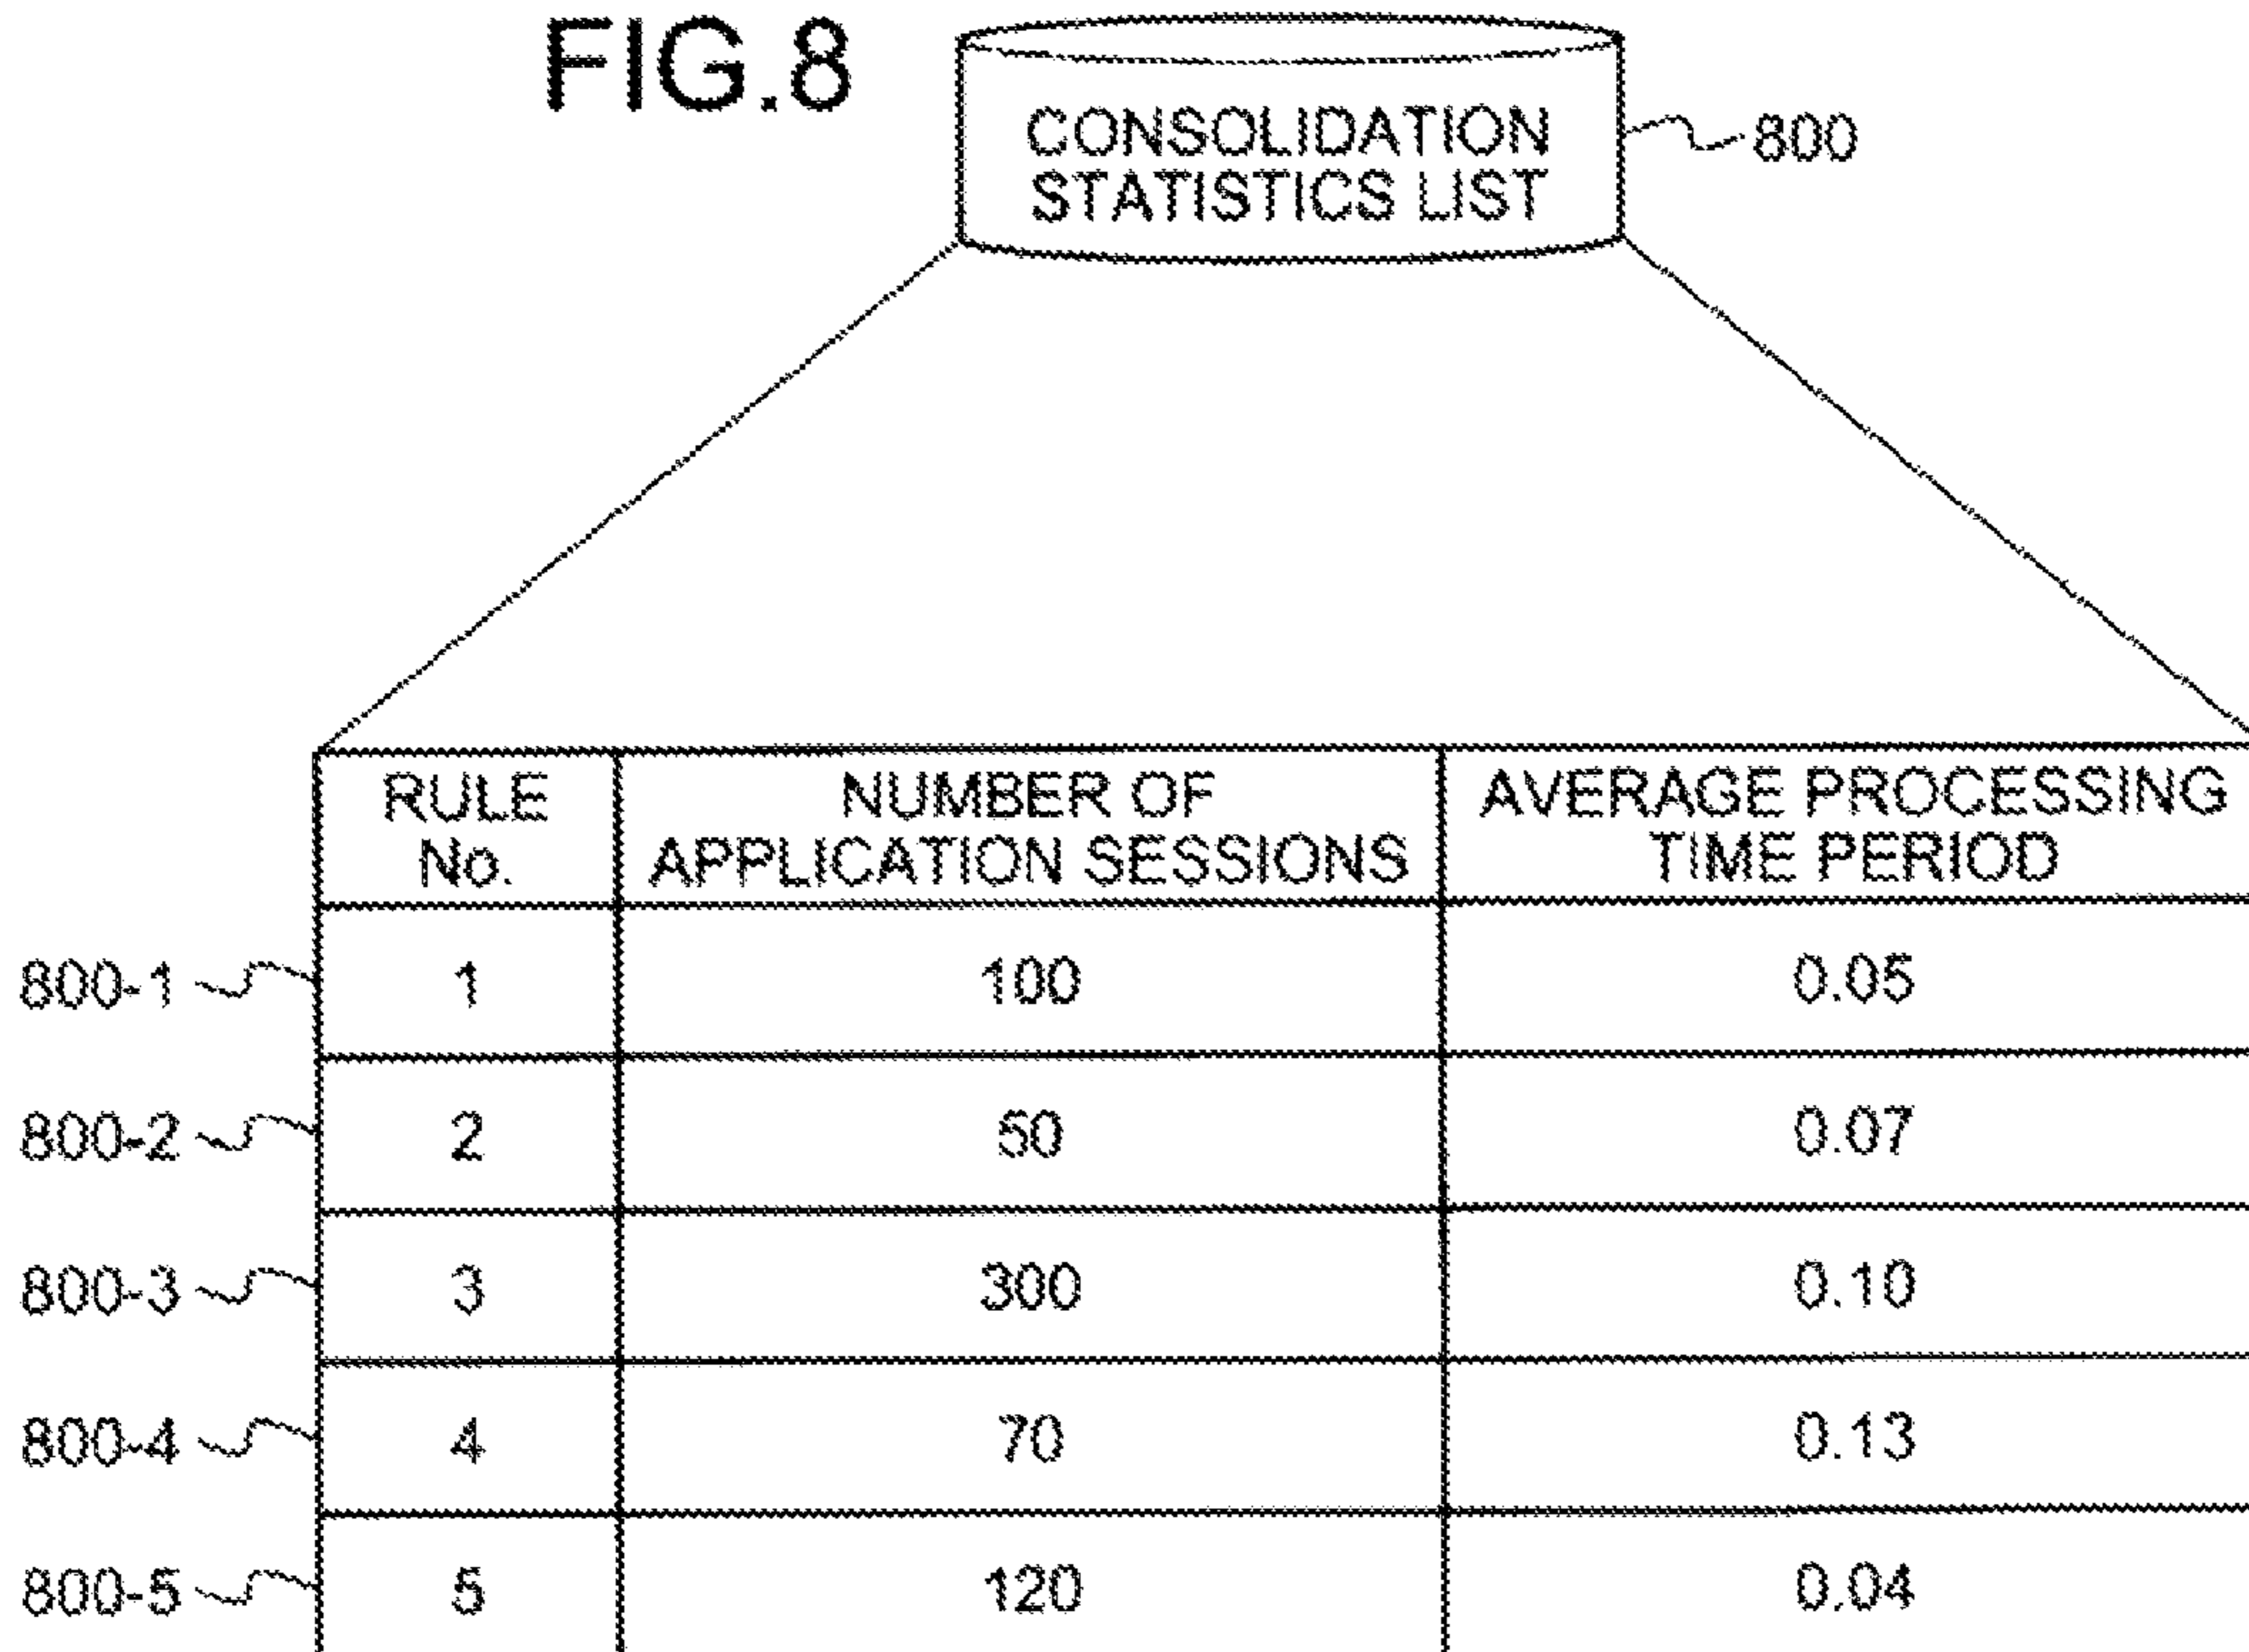 FIG.8
CONSOLIDATION
STATISTICS LIST
800
RULE No. NUMBER OF APPLICATION SESSIONS AVERAGE PROCESSING TIME PERIOD
800-1 1 100 0.05
800-2 2 50 0.07
800-3 3 300 0.10
800-4 4 70 0.13
800-5 5 120 0.04